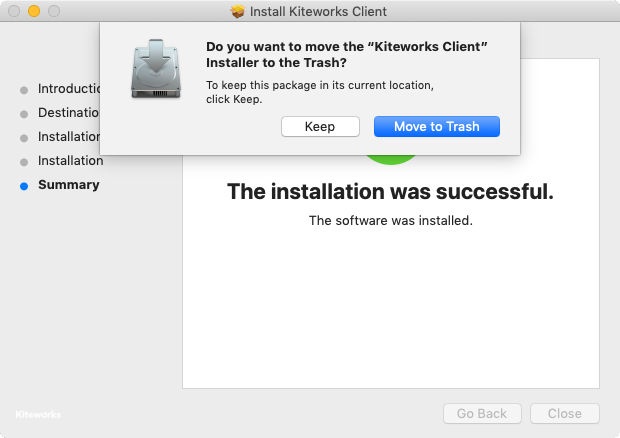 Install Kiteworks Client
Do you want to move the “Kiteworks Client”
Installer to the Trash?
To keep this package in its current location,
click Keep.
Keep
Move to Trash
Introductio
Destinatio
Installation
Installation
Summary
The installation was successful.
The software was installed.
Kiteworks
Go Back
Close